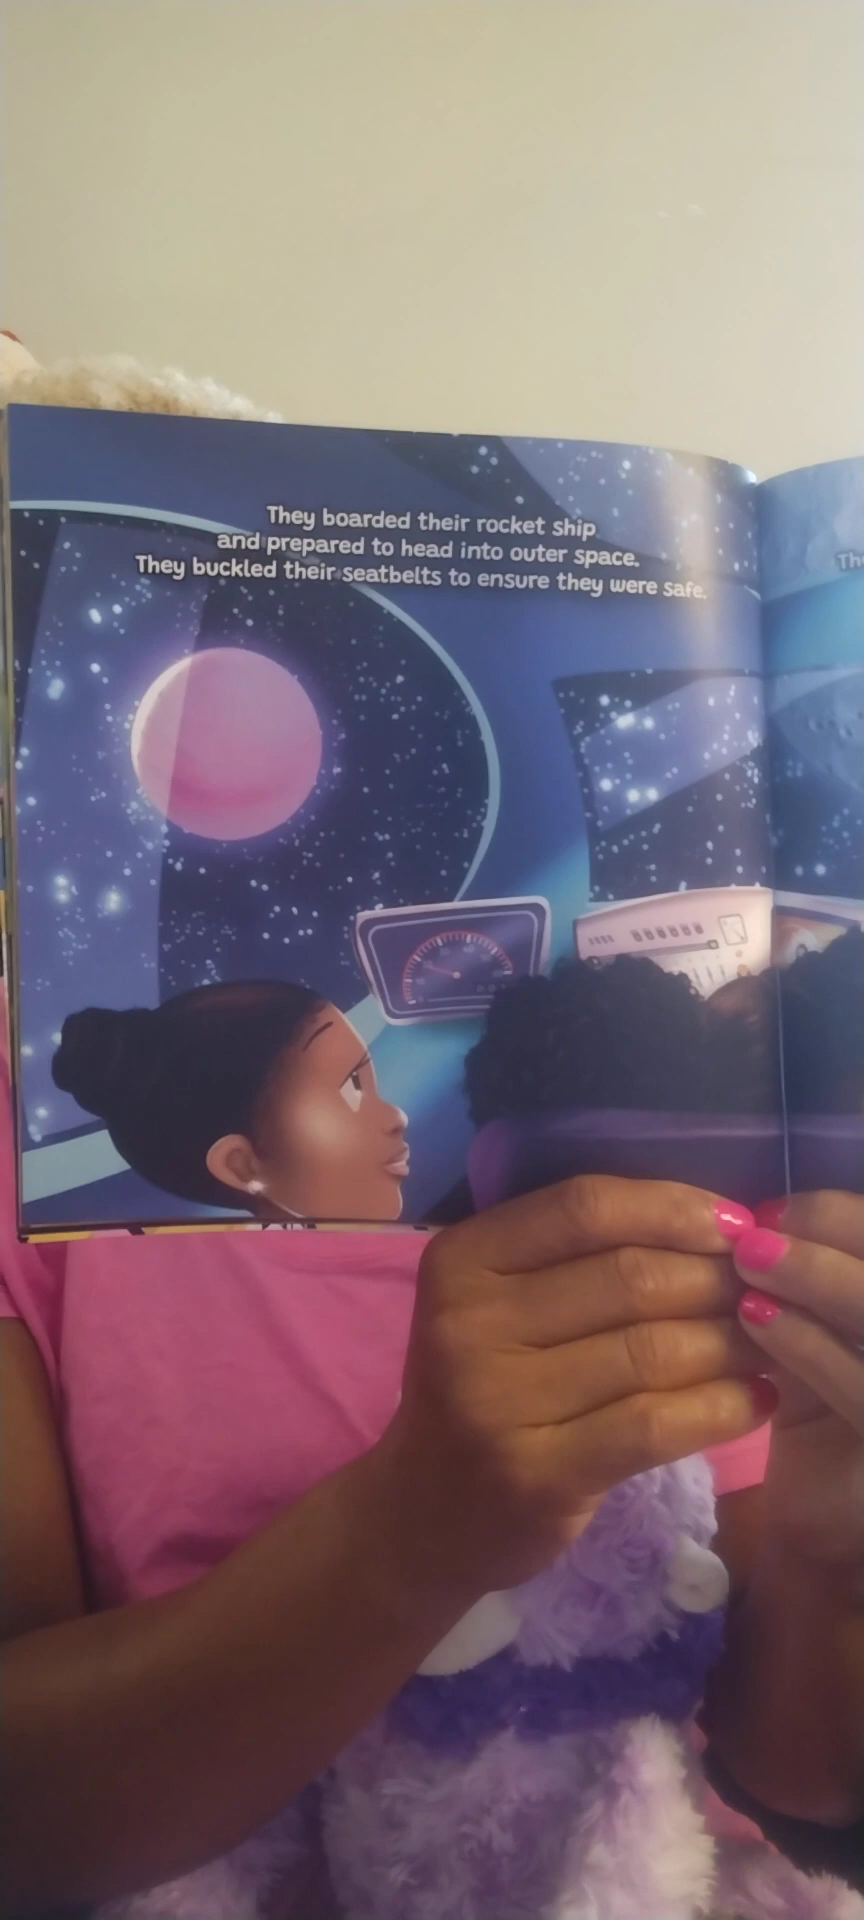 They boarded their rocket ship
and prepared to head into outer space.
They buckled their seatbelts to ensure they were safe.